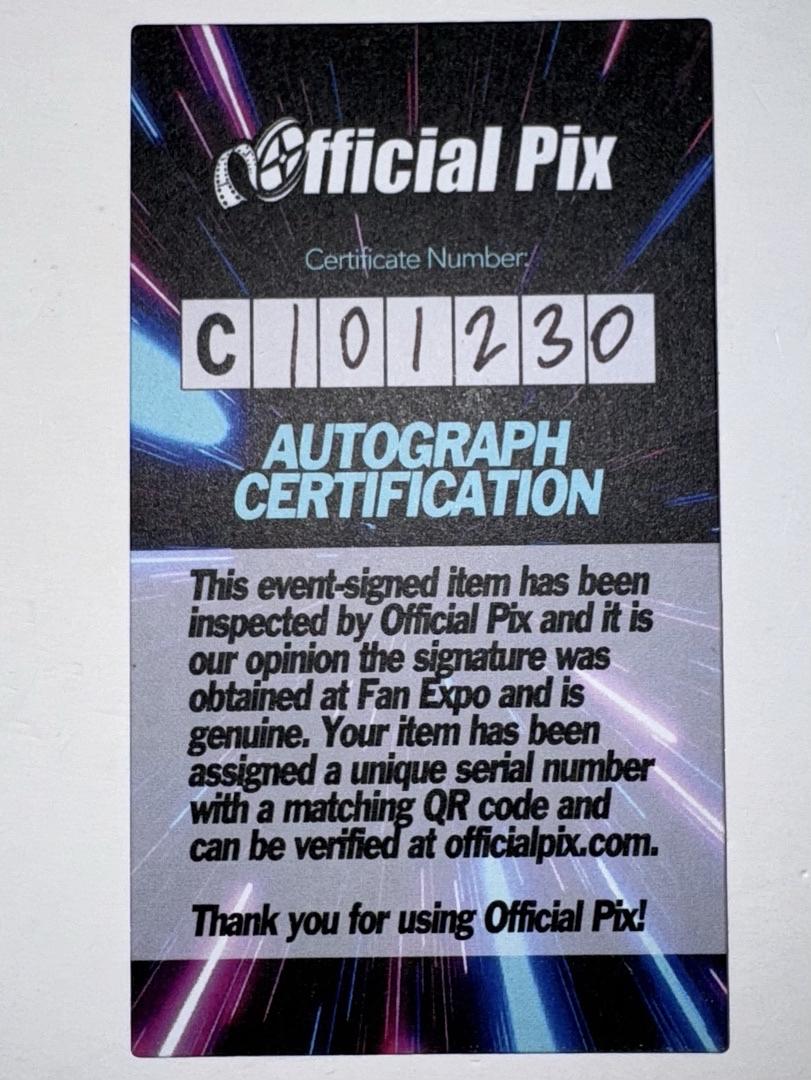 Official Pix
Certificate Number:
C101230
AUTOGRAPH
CERTIFICATION
This event-signed item has been
inspected by Official Pix and it is
our opinion the signature was
obtained at Fan Expo and is
genuine. Your item has been
assigned a unique serial number
with a matching QR code and
can be verified at officialpix.com.
Thank you for using Official Pix!